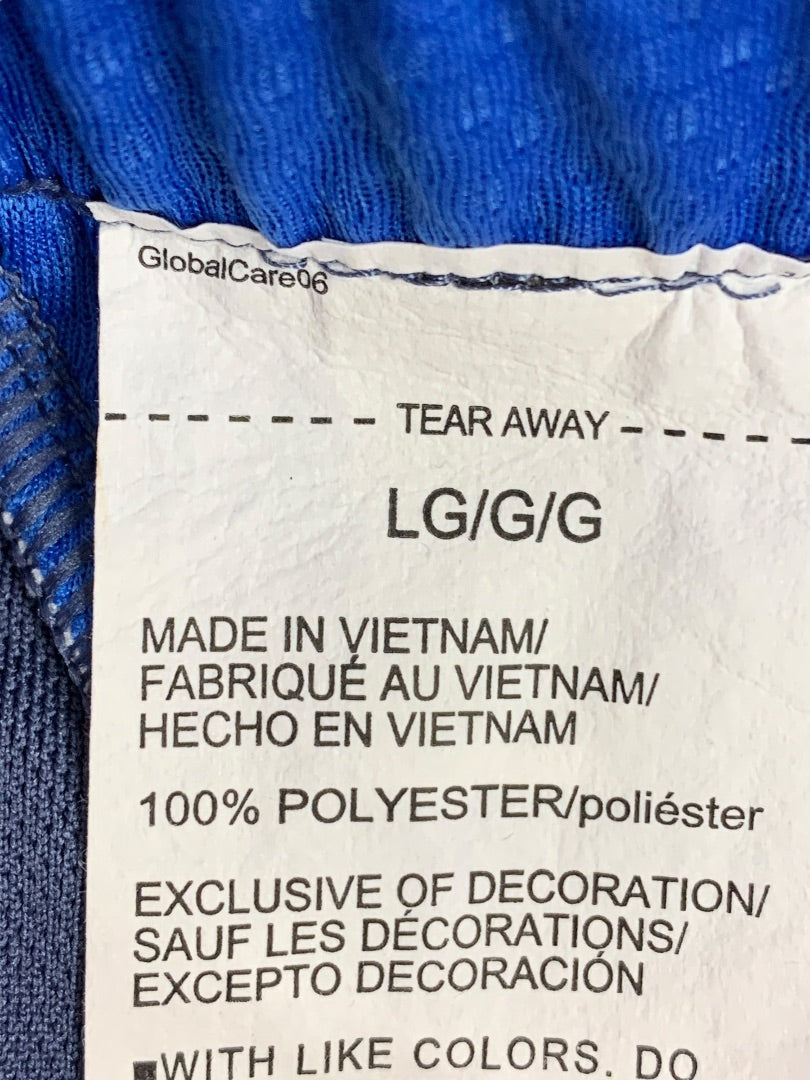 GlobalCare06
TEAR AWAY
LG/G/G
MADE IN VIETNAM/
FABRIQUÉ AU VIETNAM/
HECHO EN VIETNAM
100% POLYESTER/poliéster
EXCLUSIVE OF DECORATION/
SAUF LES DÉCORATIONS/
EXCEPTO DECORACIÓN
■WITH LIKE COLORS. DO